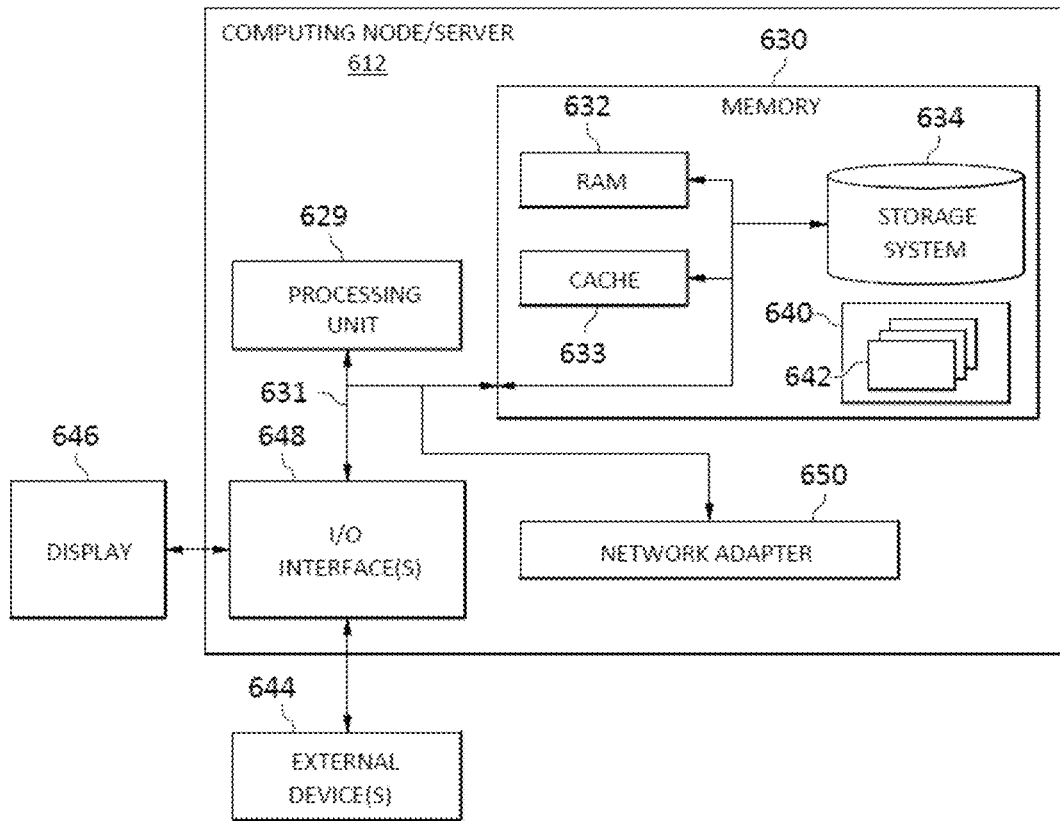 COMPUTING NODE/SERVER
612
630
MEMORY
632
634
RAM
STORAGE
SYSTEM
629
PROCESSING
UNIT
CACHE
633
640
642
631
646
648
650
DISPLAY
I/O
INTERFACE(S)
NETWORK ADAPTER
644
EXTERNAL
DEVICE(S)